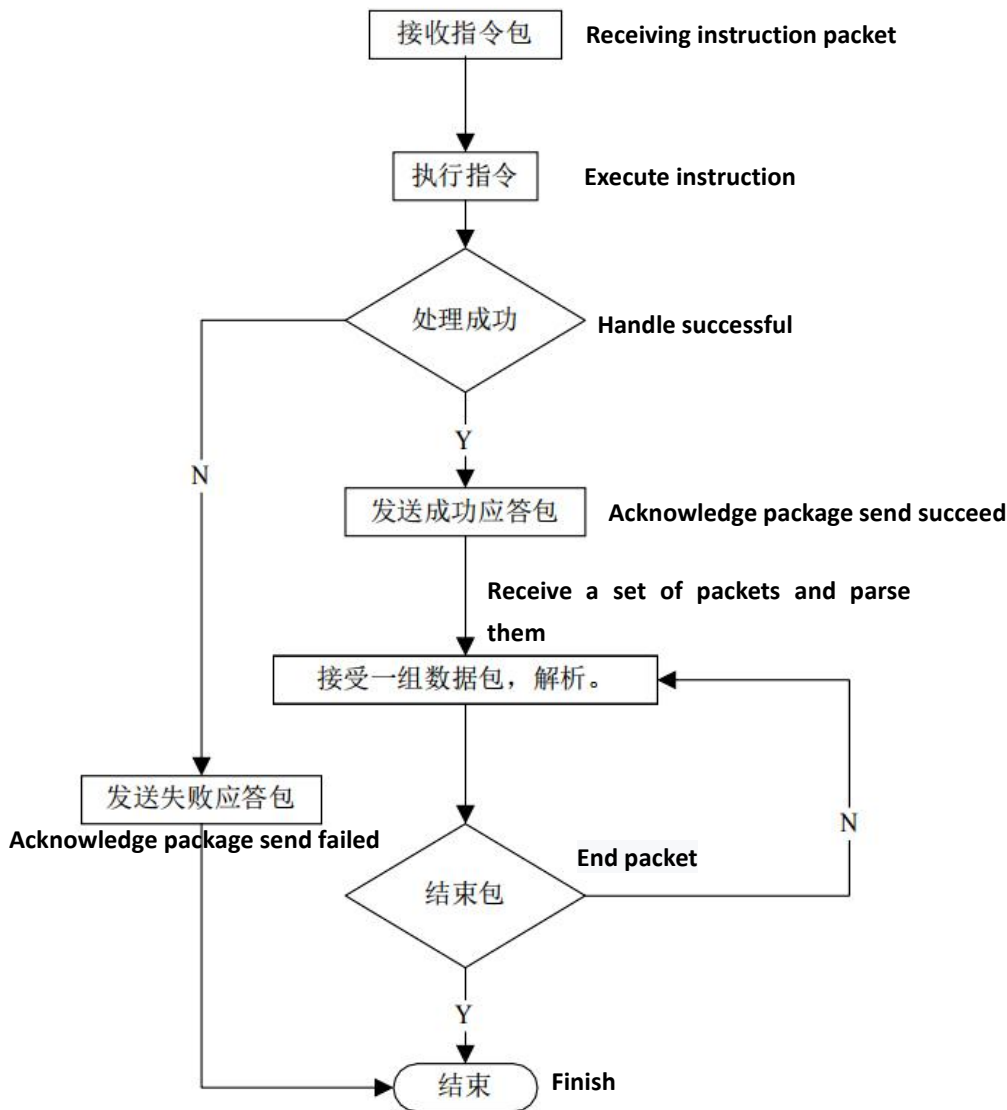 接收指令包
Receiving instruction packet
执行指令
Execute instruction
处理成功
Handle successful
Y
N
发送成功应答包
Acknowledge package send succeed
Receive a set of packets and parse
them
接受一组数据包，解析。
发送失败应答包
Acknowledge package send failed
N
End packet
结束包
Y
结束
Finish